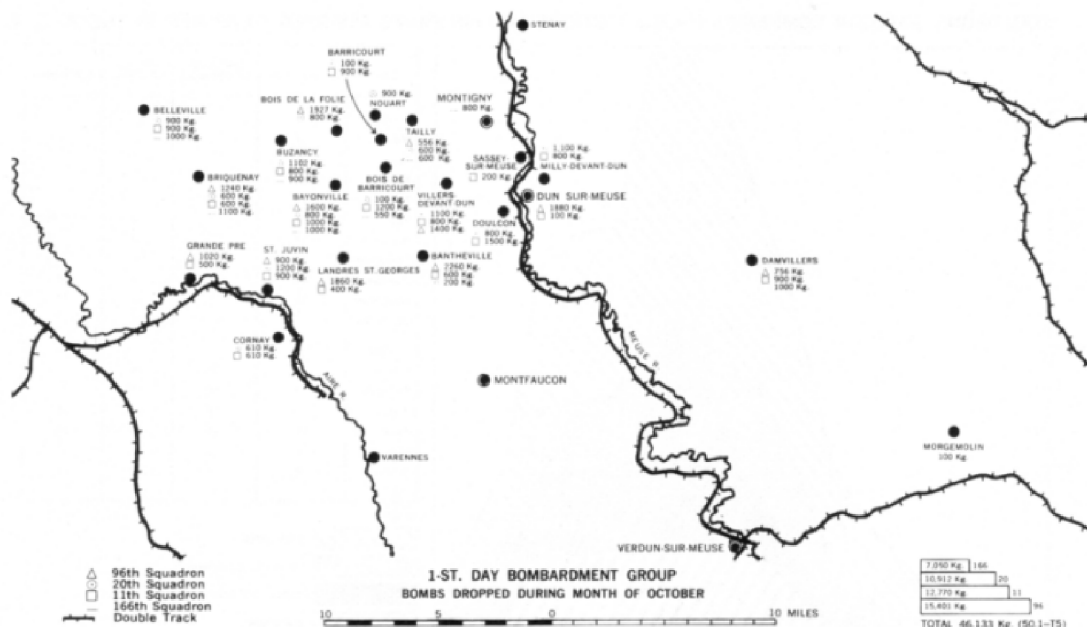 STENAY
BARRICOURT
100 Kg.
900 Kg.
900 Kg.
NOUART
MONTIGNY
800 Kg.
BOIS DE LA FOLIE
1927 Kg.
800 Kg.
BELLEVILLE
900 Kg.
900 Kg.
1000 Kg.
TAILLY
556 Kg.
600 Kg.
600 Kg.
BUZANCY
1102 Kg.
800 Kg.
900 Kg.
SASSEY-
SUR-MEUSE
200 Kg.
1,100 Kg.
800 Kg.
MILLY-DEVANT-DUN
BRIQUENAY
1240 Kg.
600 Kg.
600 Kg.
1100 Kg.
BAYONVILLE
1600 Kg.
800 Kg.
1000 Kg.
1000 Kg.
BOIS DE
BARRICOURT
100 Kg.
1200 Kg.
550 Kg.
VILLERS-
DEVANT-DUN
1100 Kg.
800 Kg.
1400 Kg.
DUN SUR-MEUSE
1880 Kg.
100 Kg.
DOULCON
800 Kg.
1500 Kg.
GRANDE PRE
1020 Kg.
500 Kg.
ST. JUVIN
900 Kg.
1200 Kg.
900 Kg.
LANDRES ST. GEORGES
1860 Kg.
400 Kg.
BANTHEVILLE
2260 Kg.
600 Kg.
200 Kg.
DAMVILLERS
756 Kg.
900 Kg.
1000 Kg.
CORNAY
610 Kg.
610 Kg.
AIRE R.
MEUSE R.
MONTFAUCON
VARENNES
MORGEMOLIN
100 Kg.
VERDUN-SUR-MEUSE
96th Squadron
20th Squadron
11th Squadron
166th Squadron
Double Track
1-ST. DAY BOMBARDMENT GROUP
BOMBS DROPPED DURING MONTH OF OCTOBER
10 0 10 MILES
7,050 Kg. 166
10,912 Kg. 20
12,770 Kg. 11
15,401 Kg. 96
TOTAL 46,133 Kg. (50.1-T5)